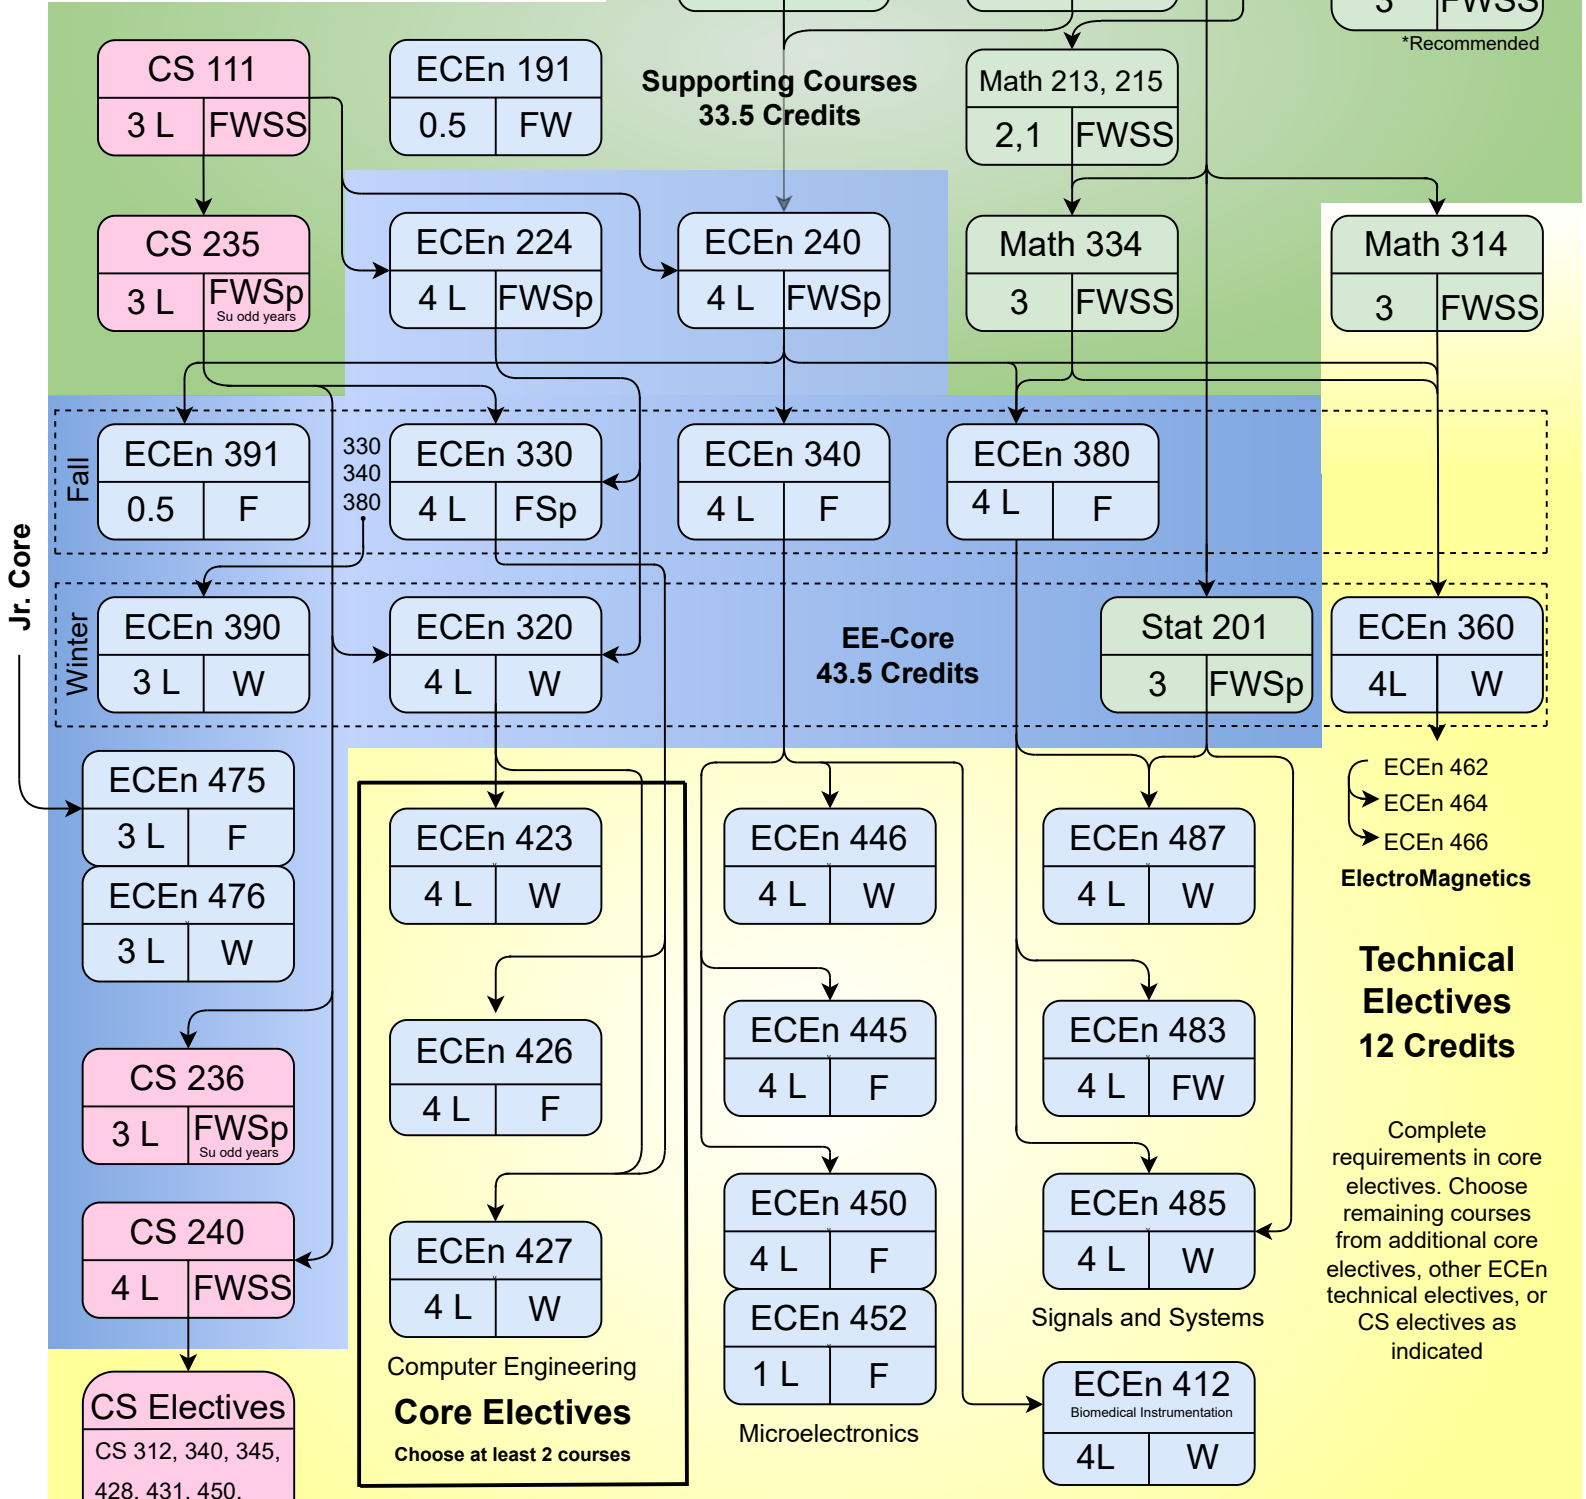 3 FWSS
*Recommended
CS 111
3 L FWSS
ECEn 191
0.5 FW
Supporting Courses
33.5 Credits
Math 213, 215
2,1 FWSS
CS 235
3 L FWSp
Su odd years
ECEn 224
4 L FWSp
ECEn 240
4 L FWSp
Math 334
3 FWSS
Math 314
3 FWSS
Jr. Core
Fall
ECEn 391
0.5 F
330
340
380
ECEn 330
4 L FSp
ECEn 340
4 L F
ECEn 380
4 L F
Winter
ECEn 390
3 L W
ECEn 320
4 L W
EE-Core
43.5 Credits
Stat 201
3 FWSp
ECEn 360
4L W
ECEn 475
3 L F
ECEn 476
3 L W
ECEn 423
4 L W
ECEn 446
4 L W
ECEn 487
4 L W
ECEn 462
ECEn 464
ECEn 466
ElectroMagnetics
CS 236
3 L FWSp
Su odd years
ECEn 426
4 L F
ECEn 445
4 L F
ECEn 483
4 L FW
Technical
Electives
12 Credits
Complete
requirements in core
electives. Choose
remaining courses
from additional core
electives, other ECEn
technical electives, or
CS electives as
indicated
CS 240
4 L FWSS
ECEn 427
4 L W
Computer Engineering
Core Electives
Choose at least 2 courses
ECEn 450
4 L F
ECEn 452
1 L F
Microelectronics
ECEn 485
4 L W
Signals and Systems
ECEn 412
Biomedical Instrumentation
4L W
CS Electives
CS 312, 340, 345,
428, 431, 450,